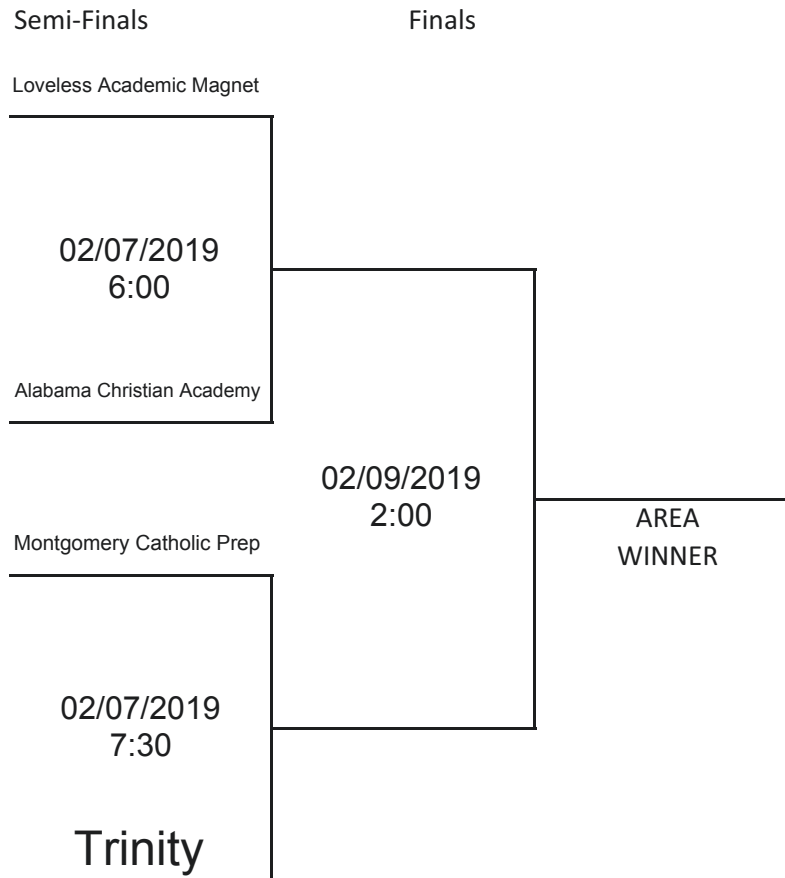 Semi-Finals
Finals
Loveless Academic Magnet
02/07/2019
6:00
Alabama Christian Academy
02/09/2019
2:00
AREA
WINNER
Montgomery Catholic Prep
02/07/2019
7:30
Trinity